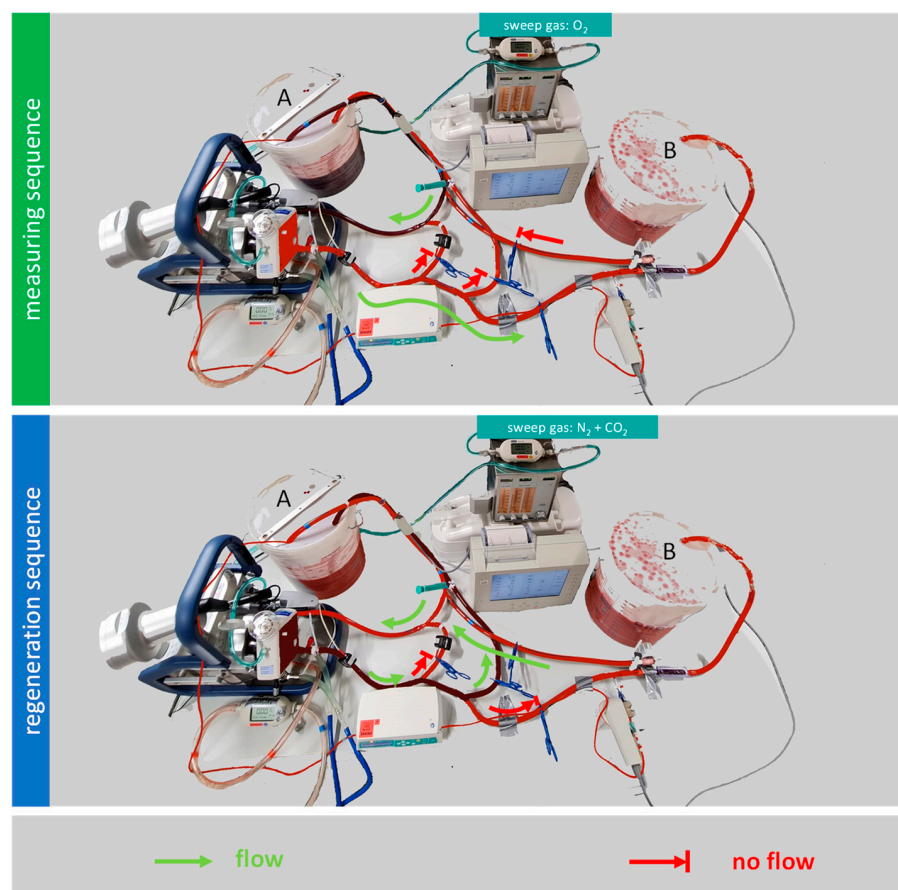 measuring sequence
sweep gas: O₂
A
B
regeneration sequence
sweep gas: N₂ + CO₂
A
B
flow
no flow